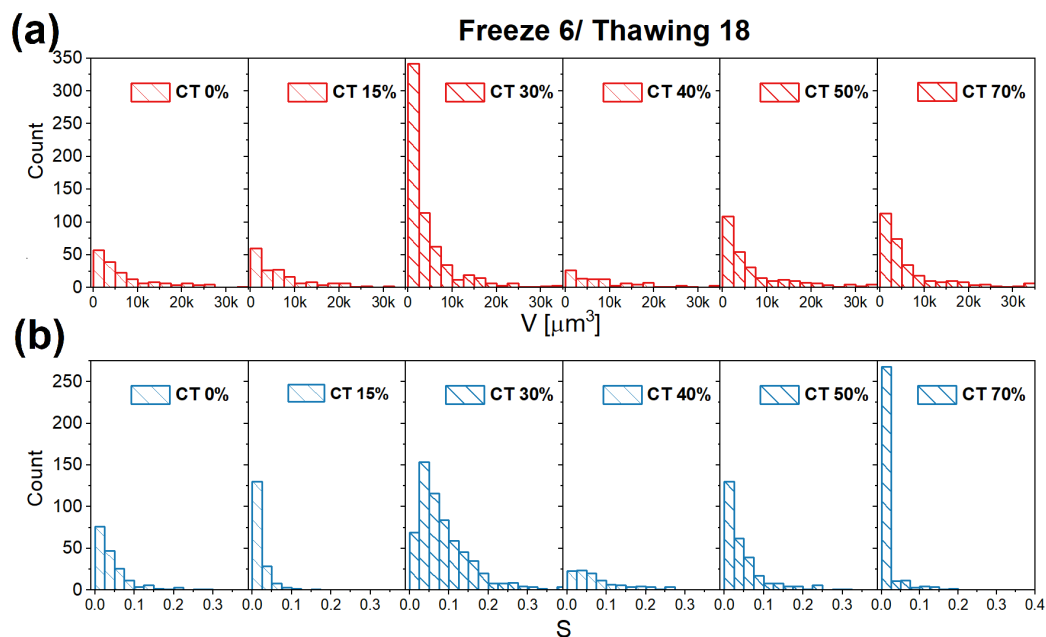 (a)
Freeze 6/ Thawing 18
350
300
250
200
150
100
50
0
Count
CT 0%
CT 15%
CT 30%
CT 40%
CT 50%
CT 70%
0 10k 20k 30k 0 10k 20k 30k 0 10k 20k 30k 0 10k 20k 30k 0 10k 20k 30k 0 10k 20k 30k
V [μm³]
(b)
250
200
150
100
50
0
Count
CT 0%
CT 15%
CT 30%
CT 40%
CT 50%
CT 70%
0.0 0.1 0.2 0.3 0.0 0.1 0.2 0.3 0.0 0.1 0.2 0.3 0.0 0.1 0.2 0.3 0.0 0.1 0.2 0.3 0.0 0.1 0.2 0.3 0.4
S